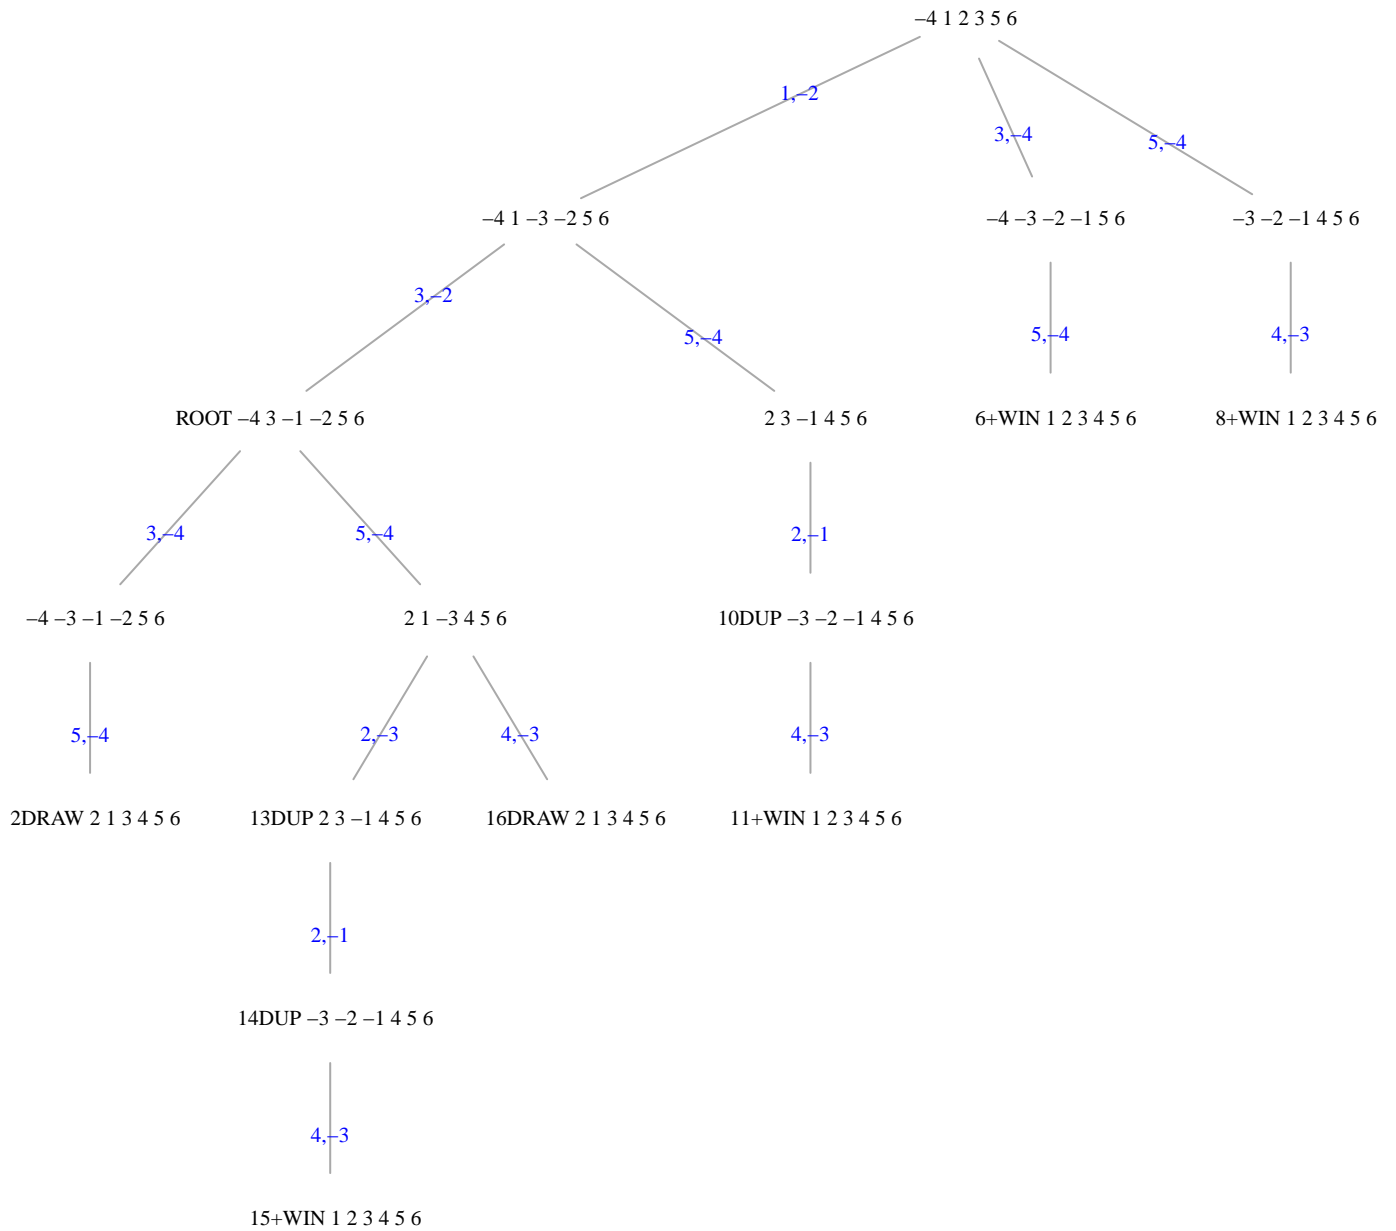 –4 1 2 3 5 6
1,–2
3,–4
5,–4
–4 1 –3 –2 5 6
–4 –3 –2 –1 5 6
–3 –2 –1 4 5 6
3,–2
5,–4
5,–4
4,–3
ROOT –4 3 –1 –2 5 6
2 3 –1 4 5 6
6+WIN 1 2 3 4 5 6
8+WIN 1 2 3 4 5 6
3,–4
5,–4
2,–1
–4 –3 –1 –2 5 6
2 1 –3 4 5 6
10DUP –3 –2 –1 4 5 6
5,–4
2,–3
4,–3
4,–3
2DRAW 2 1 3 4 5 6
13DUP 2 3 –1 4 5 6
16DRAW 2 1 3 4 5 6
11+WIN 1 2 3 4 5 6
2,–1
14DUP –3 –2 –1 4 5 6
4,–3
15+WIN 1 2 3 4 5 6